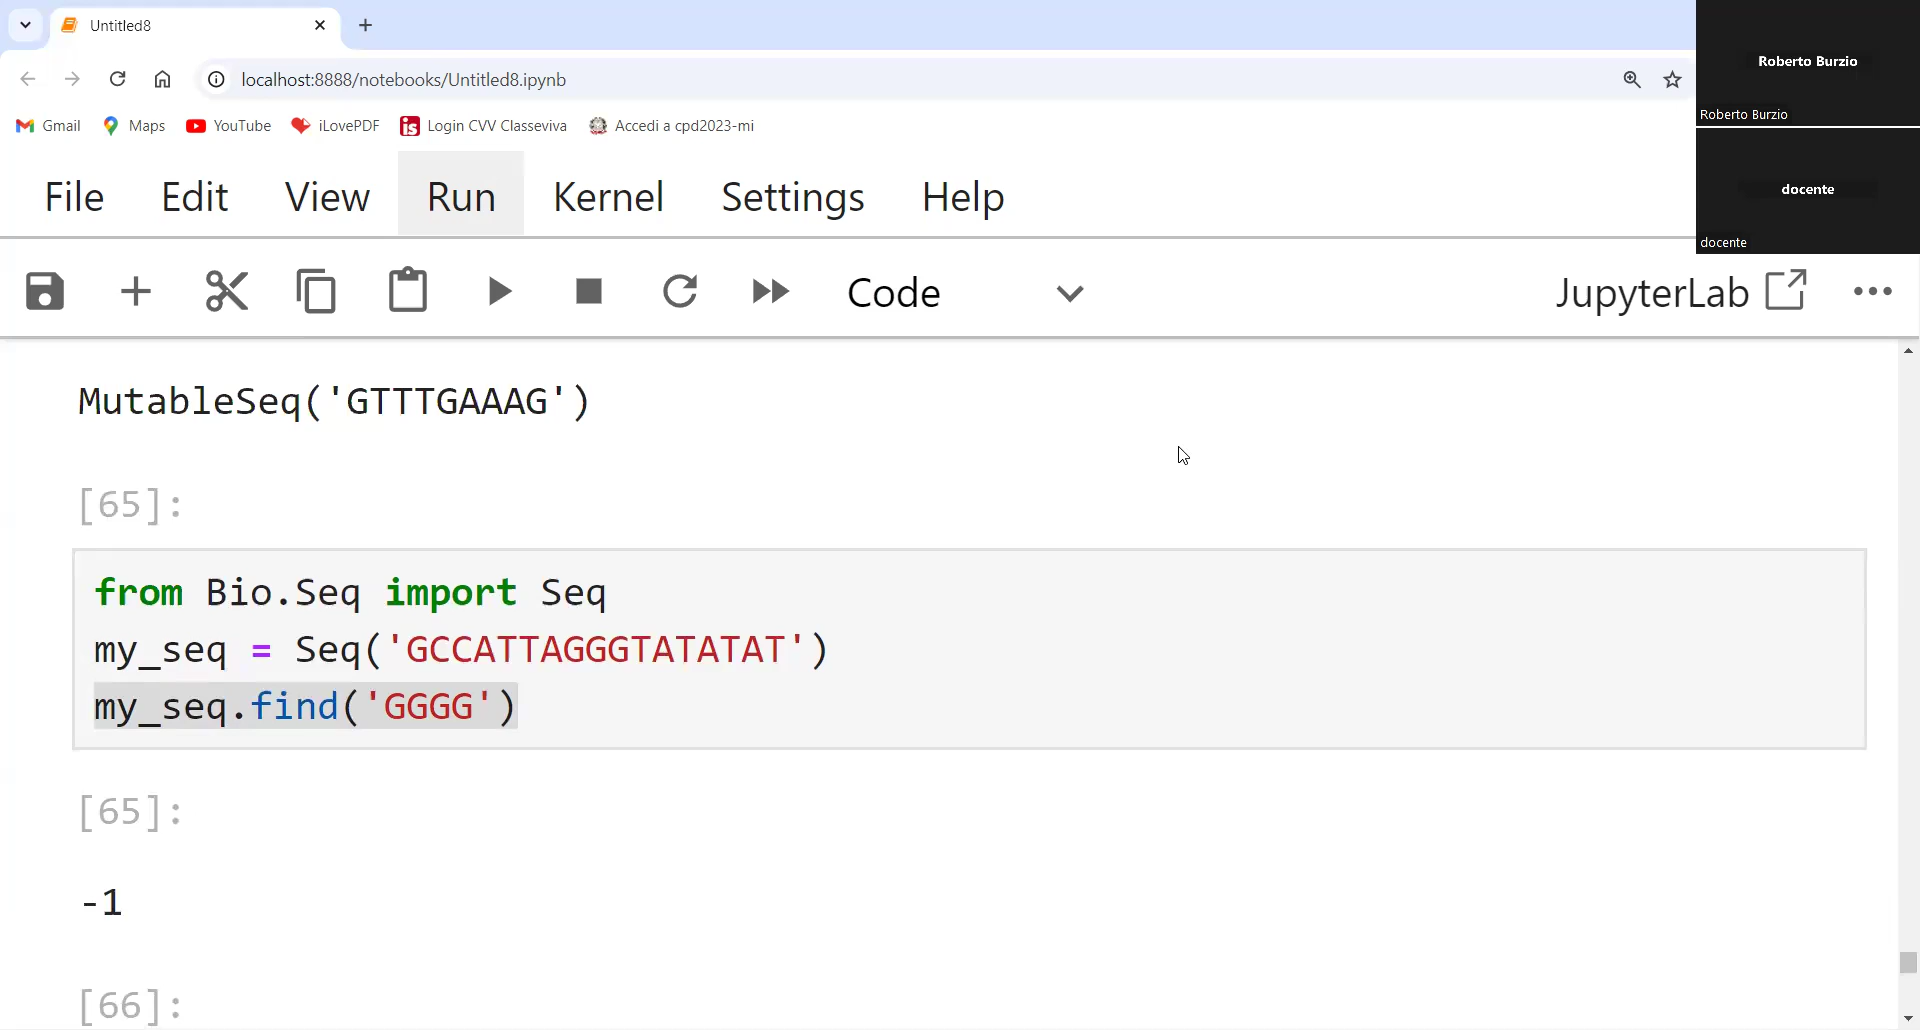 Untitled8
localhost:8888/notebooks/Untitled8.ipynb
Gmail Maps YouTube iLovePDF Login CVV Classeviva Accedi a cpd2023-mi
Roberto Burzio
Roberto Burzio
docente
docente
File Edit View Run Kernel Settings Help
Code JupyterLab
MutableSeq('GTTTGAAAG')
[65]:
from Bio.Seq import Seq
my_seq = Seq('GCCATTAGGGTATATAT')
my_seq.find('GGGG')
[65]:
-1
[66]: